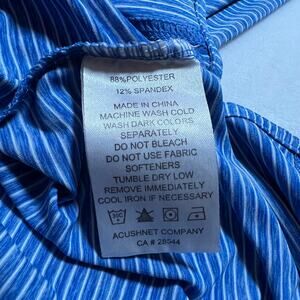 88%POLYESTER
12% SPANDEX
MADE IN CHINA
MACHINE WASH COLD
WASH DARK COLORS
SEPARATELY
DO NOT BLEACH
DO NOT USE FABRIC
SOFTENERS
TUMBLE DRY LOW
REMOVE IMMEDIATELY
COOL IRON IF NECESSARY
ACUSHNET COMPANY
CA # 28544